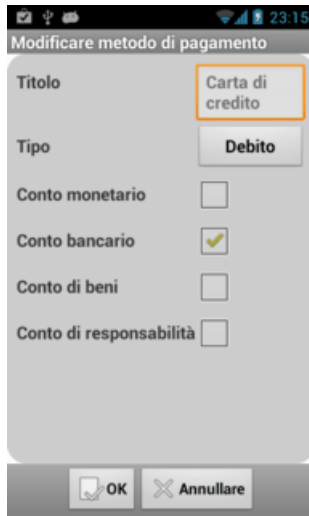 23:15
Modificare metodo di pagamento
Titolo
Carta di
credito
Tipo
Debito
Conto monetario
Conto bancario
Conto di beni
Conto di responsabilità
OK
Annullare